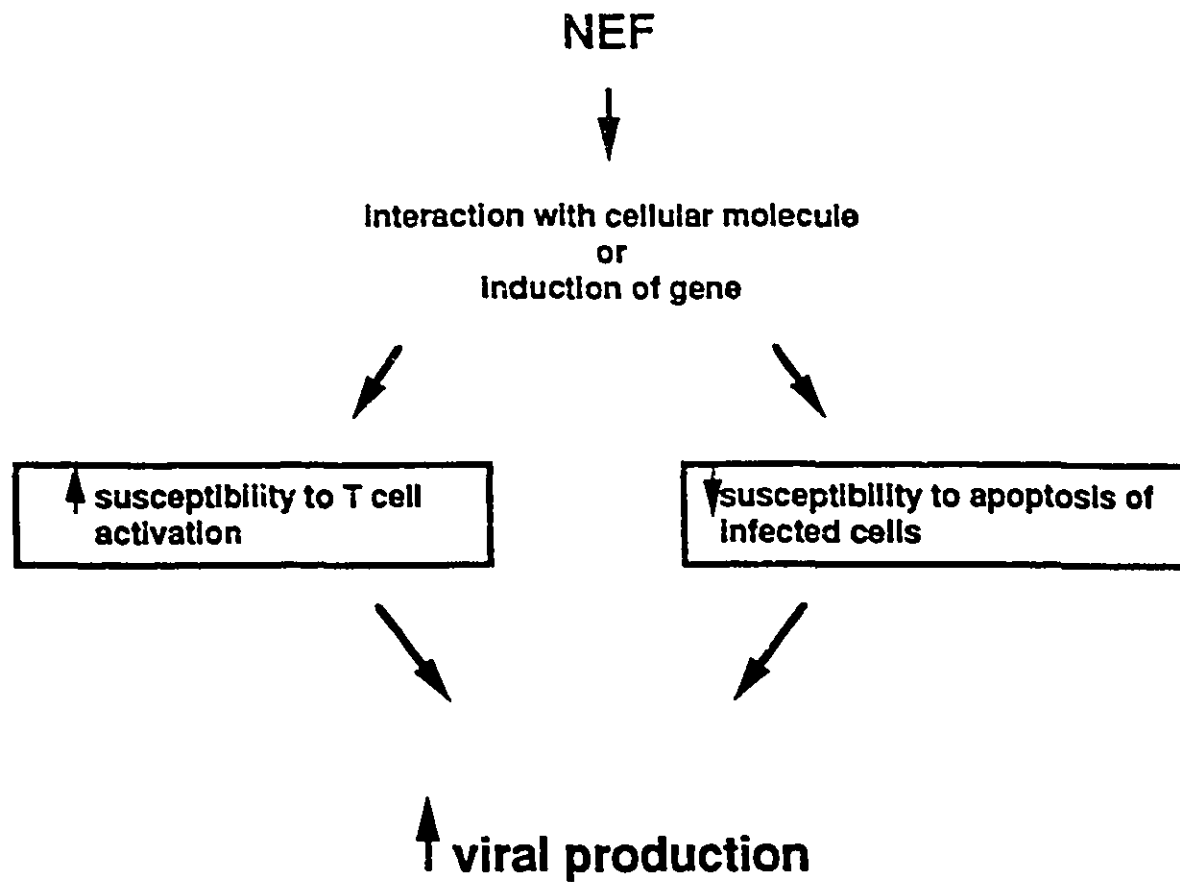 NEF
interaction with cellular molecule
or
induction of gene
susceptibility to T cell
activation
susceptibility to apoptosis of
infected cells
viral production